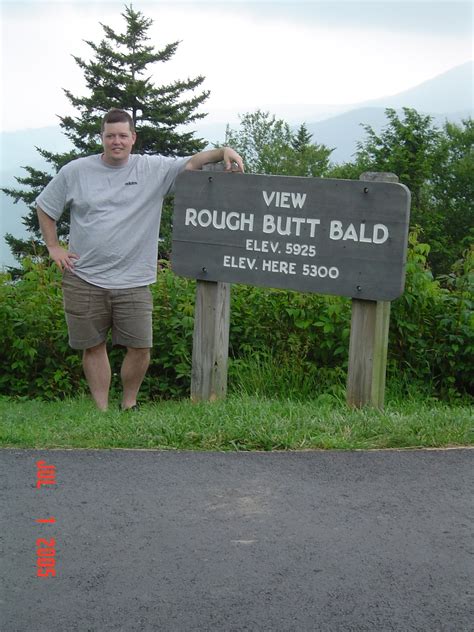 VIEW
ROUGH BUTT BALD
ELEV. 5925
ELEV. HERE 5300
JUL 1 2005